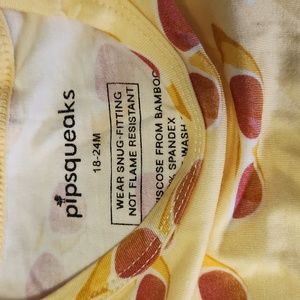 pipsqueaks
18-24M
WEAR SNUG-FITTING
NOT FLAME RESISTANT
FROM BAMBOO
SPANDEX
WASH